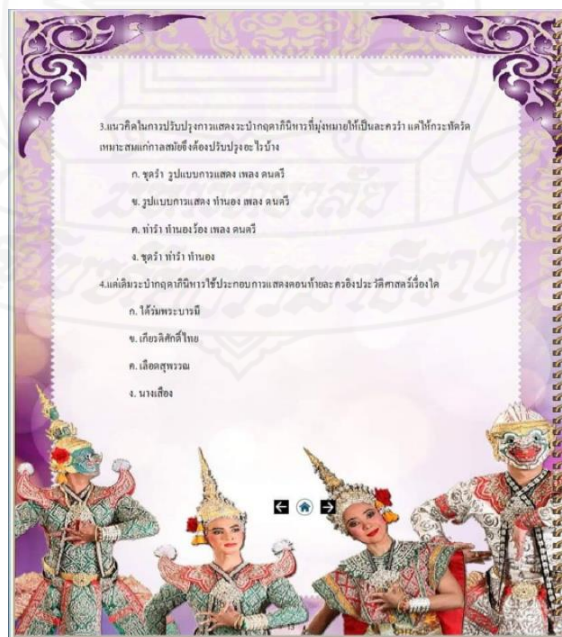 3.แนวคิดในการปรับปรุงการแสดงระบำกฤดาภินิหารที่มุ่งหมายให้เป็นละครรำ แต่ให้กระทัดรัด
เหมาะสมแก่กาลสมัยจึงต้องปรับปรุงอะไรบ้าง
ก. ชุดรำ รูปแบบการแสดง เพลง ดนตรี
ข. รูปแบบการแสดง ทำนอง เพลง ดนตรี
ค. ท่ารำ ทำนองร้อง เพลง ดนตรี
ง. ชุดรำ ท่ารำ ทำนอง
4.แต่เดิมระบำกฤดาภินิหารใช้ประกอบการแสดงตอนท้ายละครอิงประวัติศาสตร์เรื่องใด
ก. ได้ร่มพระบารมี
ข. เกียรติศักดิ์ไทย
ค. เลือดสุพรรณ
ง. นางเสือง